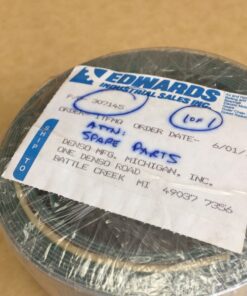 EDWARDS
INDUSTRIAL SALES INC.
307145
1 OF 1
ORDER ORDER DATE- 6/01/
ATTN:
SPARE PARTS
SHIP TO
DENSO MFG. MICHIGAN, INC.
ONE DENSO ROAD
BATTLE CREEK MI 49037 7356